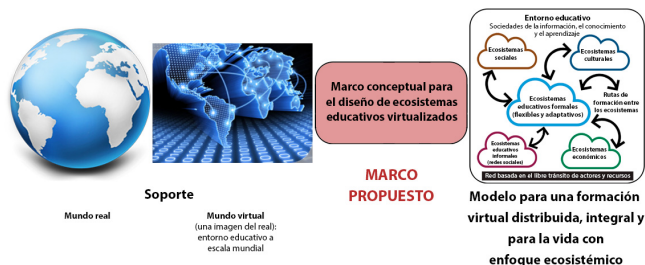 Soporte
Mundo real
Mundo virtual
(una imagen del real):
entorno educativo a
escala mundial
Marco conceptual para
el diseño de ecosistemas
educativos virtualizados
MARCO
PROPUESTO
Entorno educativo
Sociedades de la información, el conocimiento
y el aprendizaje
Ecosistemas
sociales
Ecosistemas
culturales
Ecosistemas
educativos formales
(flexibles y adaptativos)
Rutas de
formación entre
los ecosistemas
Ecosistemas
educativos
informales
(redes sociales)
Ecosistemas
económicos
Red basada en el libre tránsito de actores y recursos
Modelo para una formación
virtual distribuida, integral y
para la vida con
enfoque ecosistémico